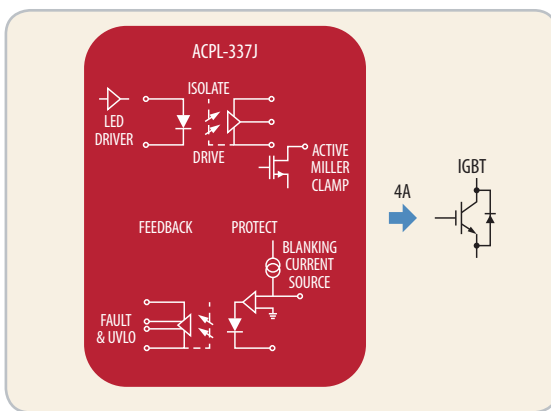 ACPL-337J
ISOLATE
LED
DRIVER
DRIVE
ACTIVE
MILLER
CLAMP
4A
IGBT
FEEDBACK
PROTECT
BLANKING
CURRENT
SOURCE
FAULT
& UVLO